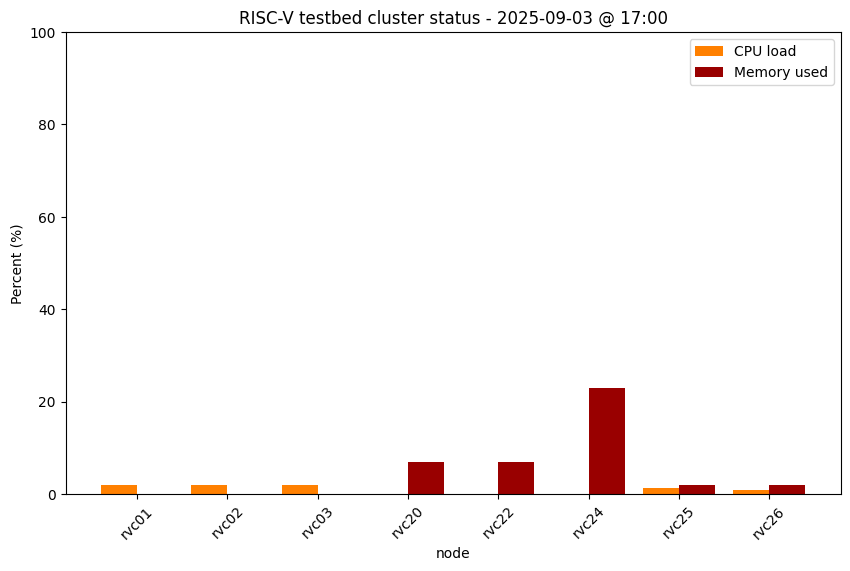 RISC-V testbed cluster status - 2025-09-03 @ 17:00
CPU load
Memory used
Percent (%)
100
80
60
40
20
0
rvc01
rvc02
rvc03
rvc20
rvc22
rvc24
rvc25
rvc26
node